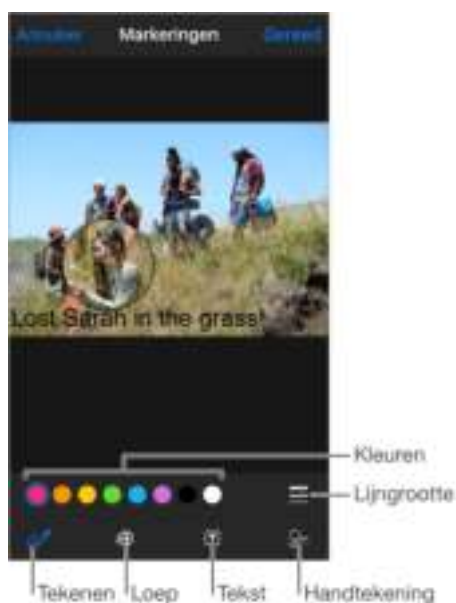 Annuleer Markeringen Gereed
Lost Sarah in the grass!
Kleuren
Lijngrootte
Tekenen Loep Tekst Handtekening